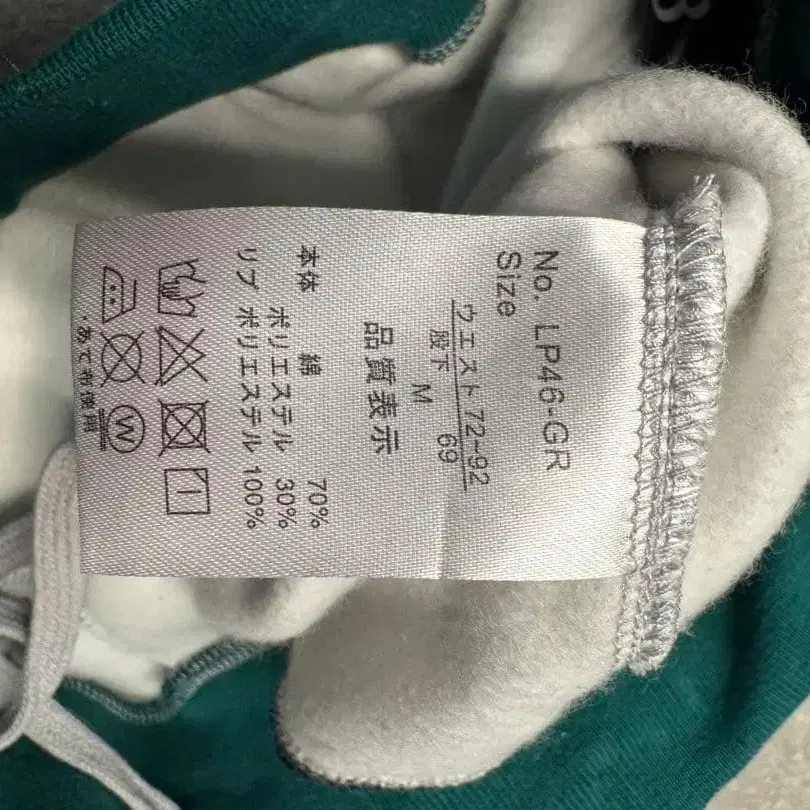 No. LP46-GR
Size
ウエスト 72-92
股下 69
M
品質表示
本体 綿 70%
ポリエステル 30%
リブ ポリエステル 100%
W
あて布使用